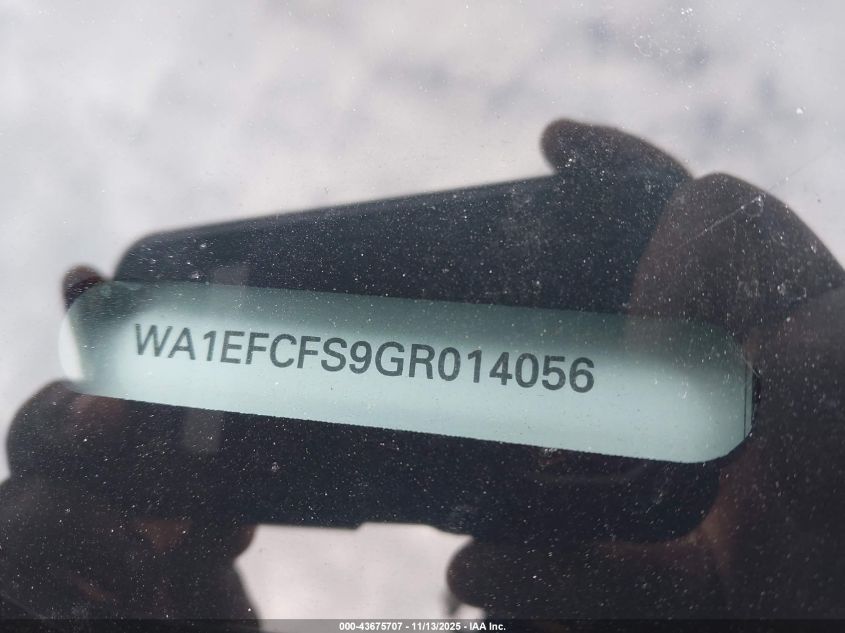 WA1EFCFS9GR014056
000-43675707 - 11/13/2025 - IAA Inc.